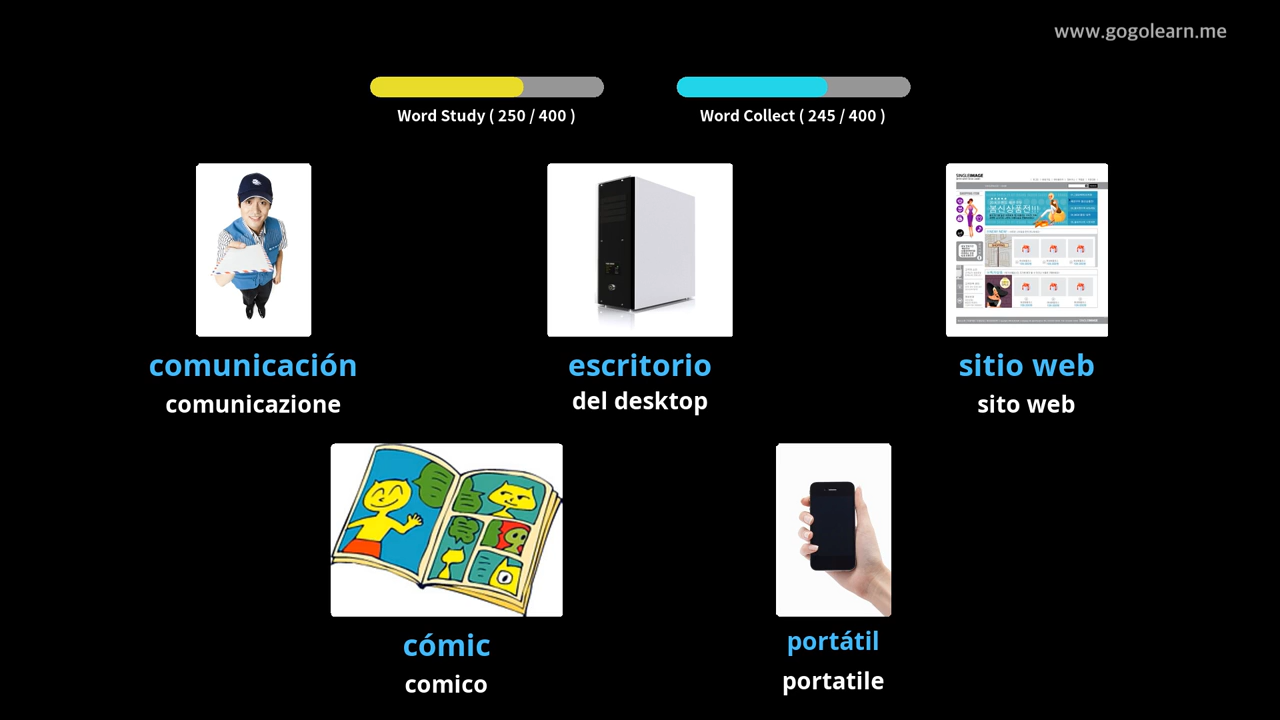 www.gogolearn.me
Word Study ( 250 / 400 )
Word Collect ( 245 / 400 )
comunicación
comunicazione
escritorio
del desktop
sitio web
sito web
cómic
comico
portátil
portatile